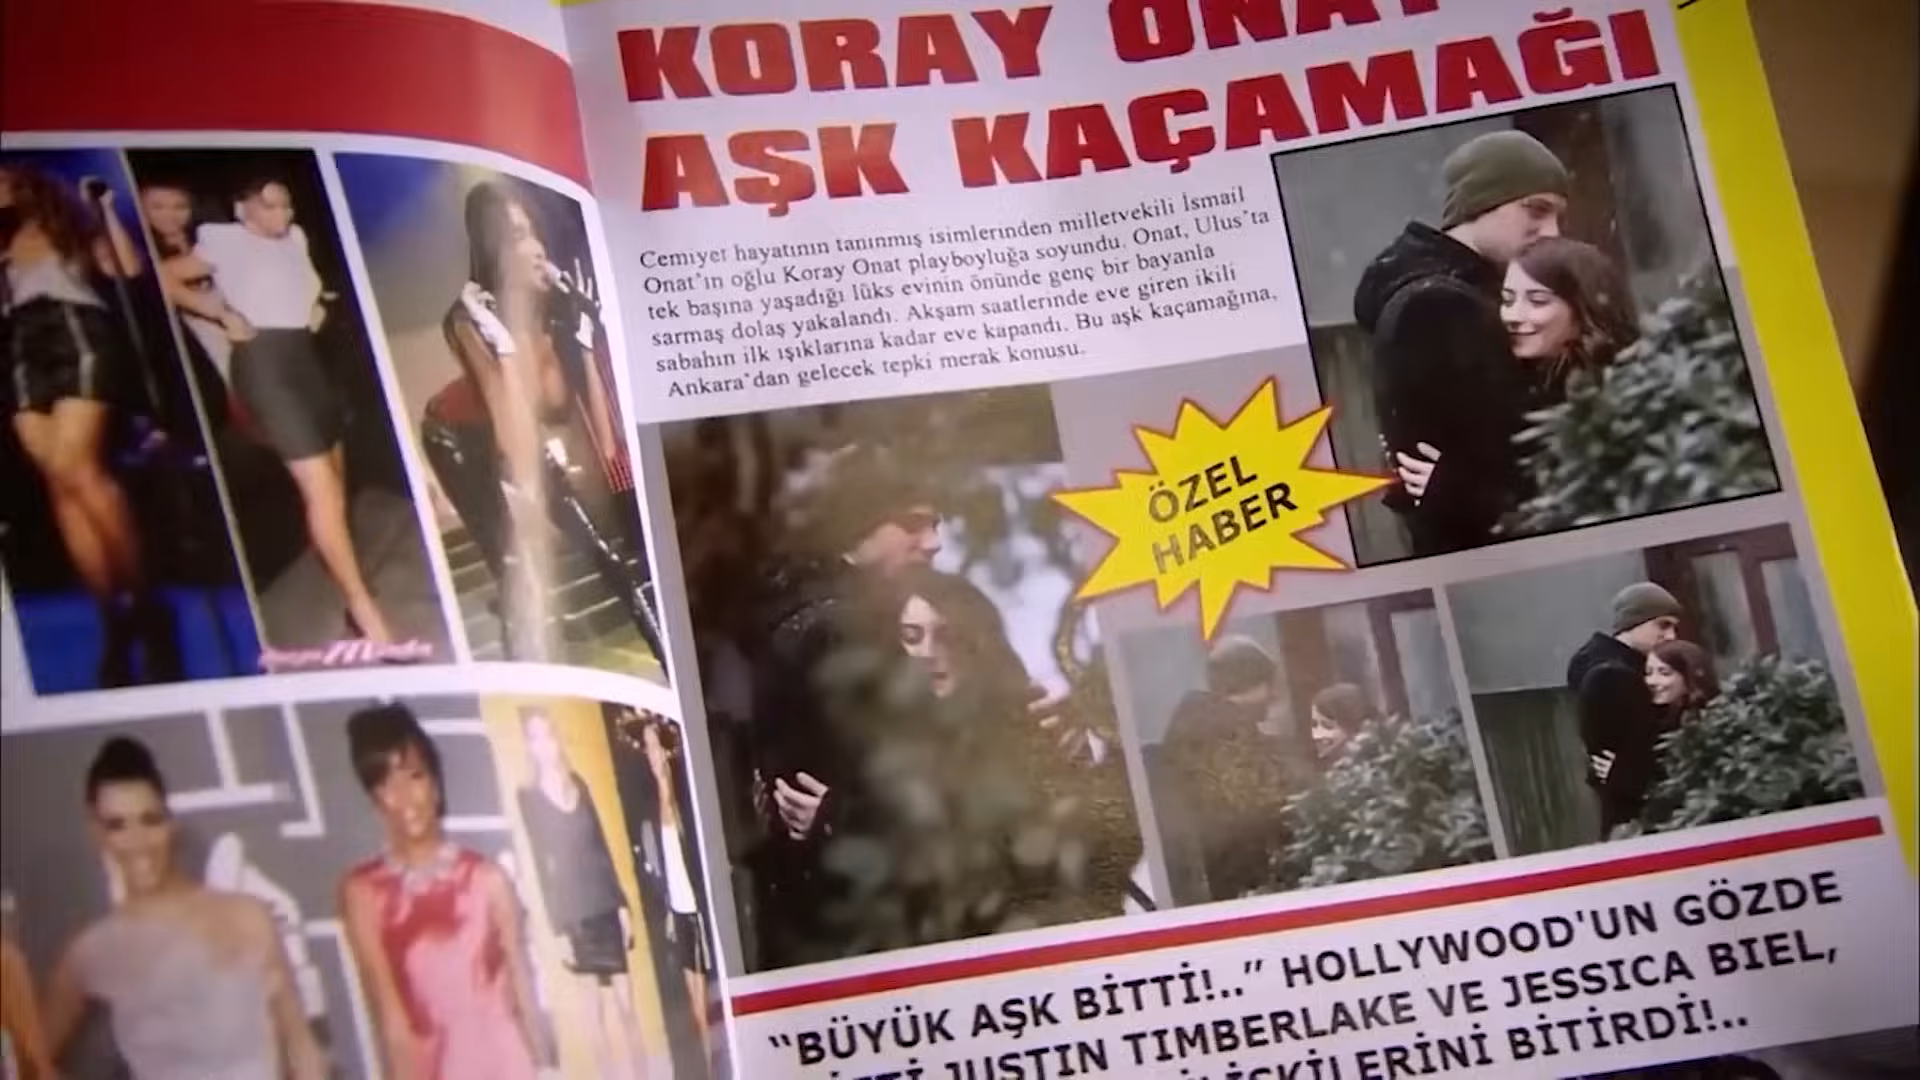 KORAY ONAT
AŞK KAÇAMAĞI
Cemiyet hayatının tanınmış isimlerinden milletvekili İsmail
Onat'ın oğlu Koray Onat playboyluğa soyundu. Onat, Ulus'ta
tek başına yaşadığı lüks evinin önünde genç bir bayanla
sarmaş dolaş yakalandı. Akşam saatlerinde eve giren ikili
sabahın ilk ışıklarına kadar eve kapandı. Bu aşk kaçamağına,
Ankara'dan gelecek tepki merak konusu.
ÖZEL
HABER
“BÜYÜK AŞK BİTTİ!..” HOLLYWOOD'UN GÖZDE
JUSTIN TIMBERLAKE VE JESSICA BIEL,
BİTİRDİ!..